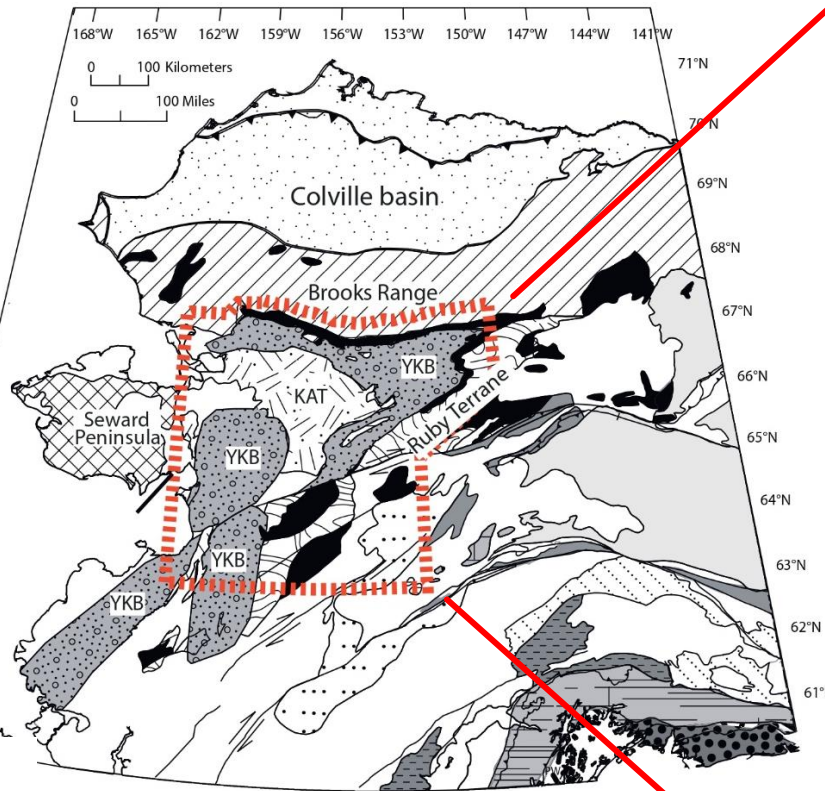 168°W 165°W 162°W 159°W 156°W 153°W 150°W 147°W 144°W 141°W
0 100 Kilometers
0 100 Miles
71°N
70°N
69°N
68°N
67°N
66°N
65°N
64°N
63°N
62°N
61°
Colville basin
Brooks Range
YKB
KAT
Ruby Terrane
Seward
Peninsula
YKB
YKB
YKB